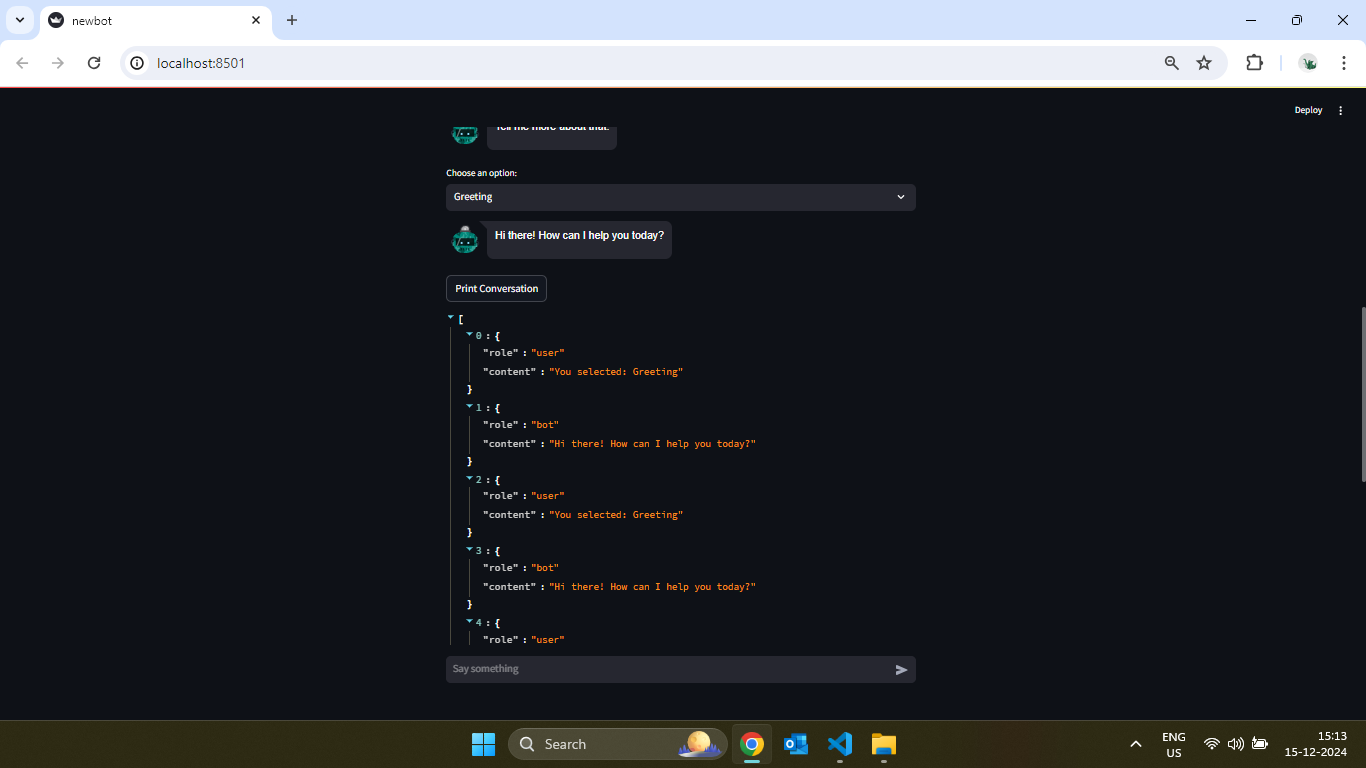 newbot
localhost:8501
Deploy
Tell me more about that.
Choose an option:
Greeting
Hi there! How can I help you today?
Print Conversation
[
0 : {
"role" : "user"
"content" : "You selected: Greeting"
}
1 : {
"role" : "bot"
"content" : "Hi there! How can I help you today?"
}
2 : {
"role" : "user"
"content" : "You selected: Greeting"
}
3 : {
"role" : "bot"
"content" : "Hi there! How can I help you today?"
}
4 : {
"role" : "user"
Say something
Search
ENG
US
15:13
15-12-2024